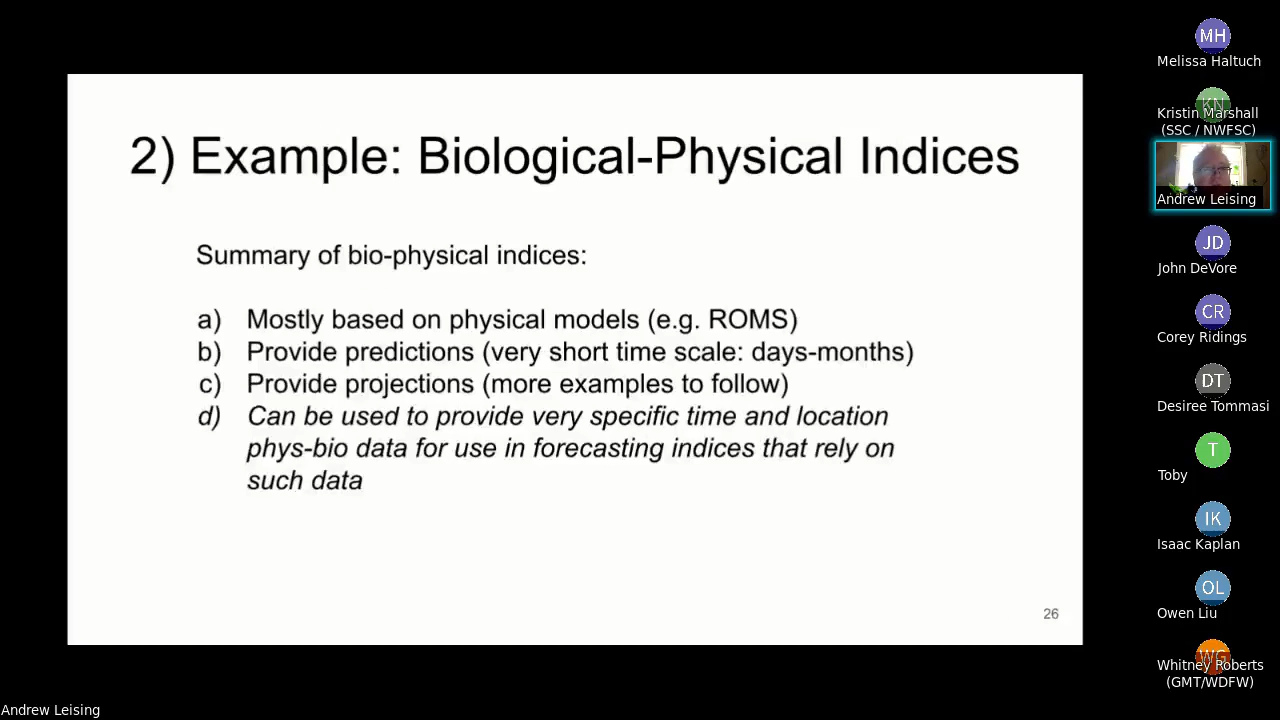 2) Example: Biological-Physical Indices
Summary of bio-physical indices:
a) Mostly based on physical models (e.g. ROMS)
b) Provide predictions (very short time scale: days-months)
c) Provide projections (more examples to follow)
d) Can be used to provide very specific time and location
phys-bio data for use in forecasting indices that rely on
such data
26
MH
Melissa Haltuch
KN
Kristin Marshall
(SSC / NWFSC)
Andrew Leising
JD
John DeVore
CR
Corey Ridings
DT
Desiree Tommasi
T
Toby
IK
Isaac Kaplan
OL
Owen Liu
WG
Whitney Roberts
(GMT/WDFW)
Andrew Leising